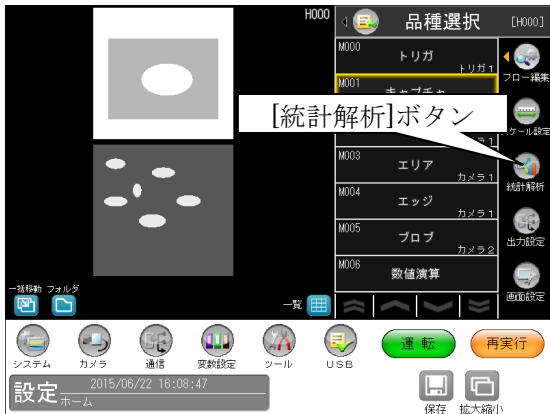 H000
品種選択
[H000]
M000
トリガ
トリガ1
フロー編集
M001
キャプチャ
[統計解析]ボタン
スケール設定
M003
エリア
カメラ1
統計解析
M004
エッジ
カメラ1
出力設定
M005
ブロブ
カメラ2
M006
数値演算
画面設定
一括移動 フォルダ
一覧
システム
カメラ
通信
変数設定
ツール
USB
運転
再実行
設定
2015/06/22 16:08:47
ホーム
保存
拡大縮小